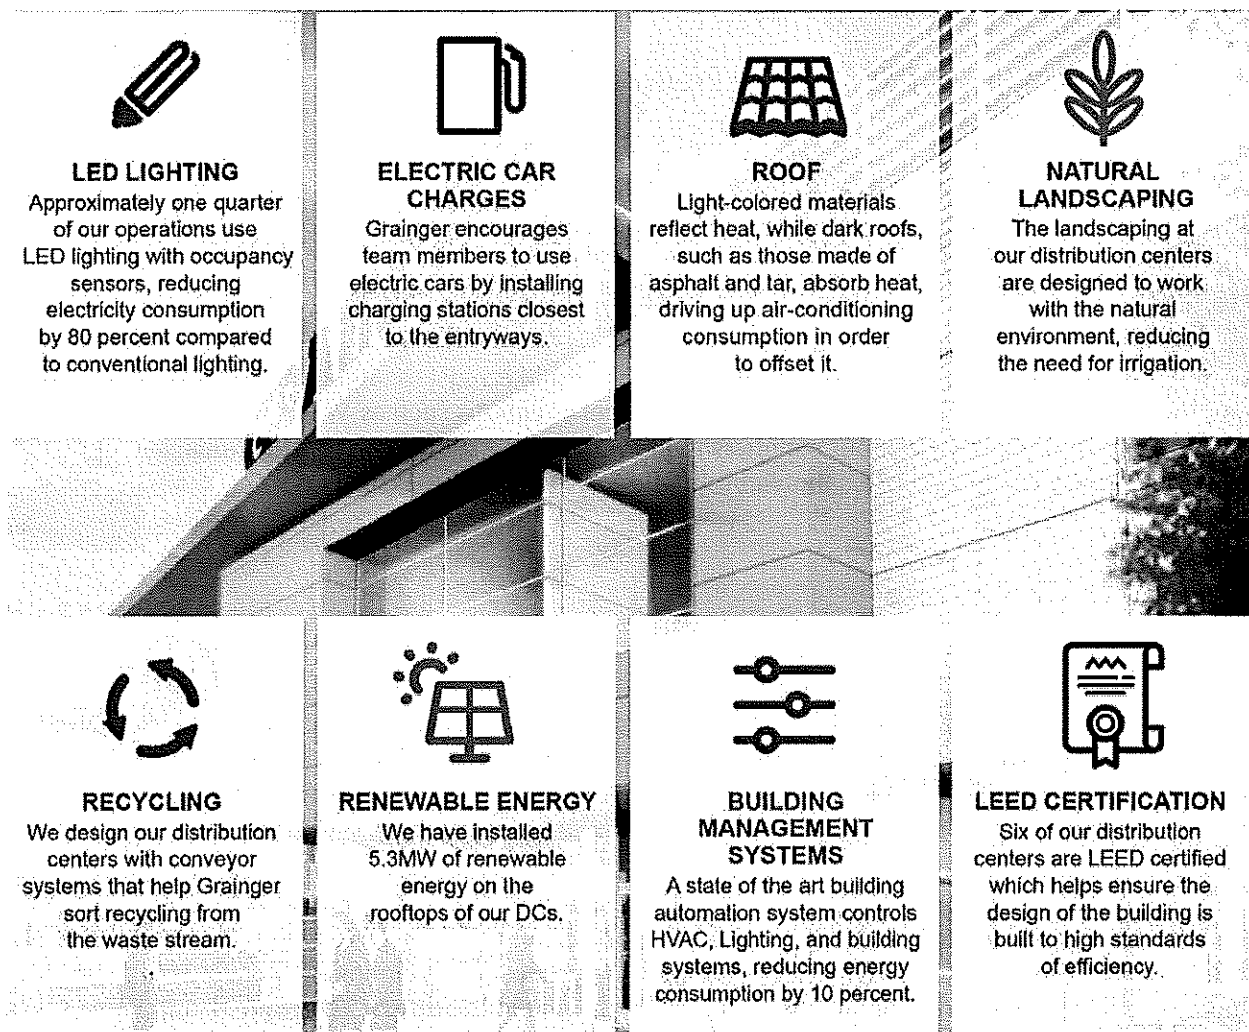 LED LIGHTING
Approximately one quarter
of our operations use
LED lighting with occupancy
sensors, reducing
electricity consumption
by 80 percent compared
to conventional lighting.
ELECTRIC CAR
CHARGES
Grainger encourages
team members to use
electric cars by installing
charging stations closest
to the entryways.
ROOF
Light-colored materials
reflect heat, while dark roofs,
such as those made of
asphalt and tar, absorb heat,
driving up air-conditioning
consumption in order
to offset it.
NATURAL
LANDSCAPING
The landscaping at
our distribution centers
are designed to work
with the natural
environment, reducing
the need for irrigation.
RECYCLING
We design our distribution
centers with conveyor
systems that help Grainger
sort recycling from
the waste stream.
RENEWABLE ENERGY
We have installed
5.3MW of renewable
energy on the
rooftops of our DCs.
BUILDING
MANAGEMENT
SYSTEMS
A state of the art building
automation system controls
HVAC, Lighting, and building
systems, reducing energy
consumption by 10 percent.
LEED CERTIFICATION
Six of our distribution
centers are LEED certified
which helps ensure the
design of the building is
built to high standards
of efficiency.